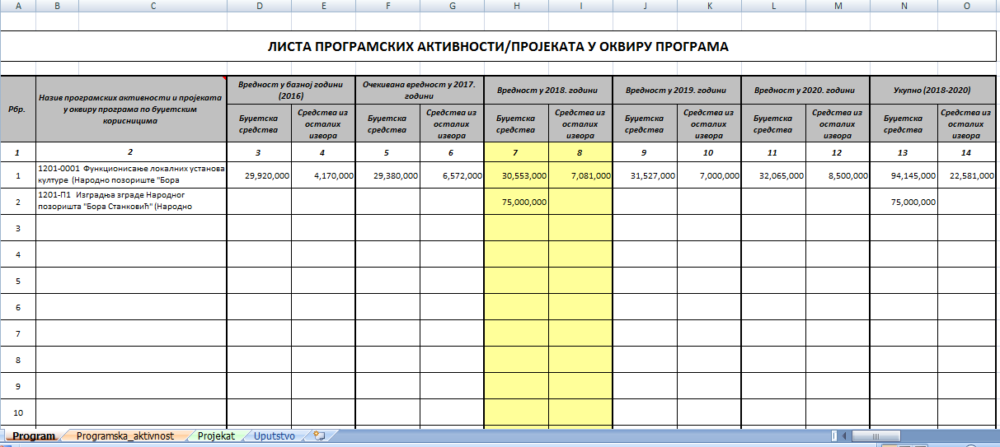 A B C D E F G H I J K L M N O
ЛИСТА ПРОГРАМСКИХ АКТИВНОСТИ/ПРОЈЕКАТА У ОКВИРУ ПРОГРАМА
Рбр.
Назив програмских активности и пројеката
у оквиру програма по буџетским
корисницима
Вредност у базној години
(2016)
Очекивана вредност у 2017.
години
Вредност у 2018. години
Вредност у 2019. години
Вредност у 2020. години
Укупно (2018-2020)
Буџетска
средства
Средства из
осталих
извора
Буџетска
средства
Средства из
осталих
извора
Буџетска
средства
Средства из
осталих
извора
Буџетска
средства
Средства из
осталих
извора
Буџетска
средства
Средства из
осталих
извора
Буџетска
средства
Средства из
осталих
извора
1 2 3 4 5 6 7 8 9 10 11 12 13 14
1
1201-0001 Функционисање локалних установа
културе (Народно позориште "Бора
29,920,000 4,170,000 29,380,000 6,572,000 30,553,000 7,081,000 31,527,000 7,000,000 32,065,000 8,500,000 94,145,000 22,581,000
2
1201-П1 Изградња зграде Народног
позоришта "Бора Станковић" (Народно
75,000,000 75,000,000
3
4
5
6
7
8
9
10
Program Programska_aktivnost Projekat Uputstvo